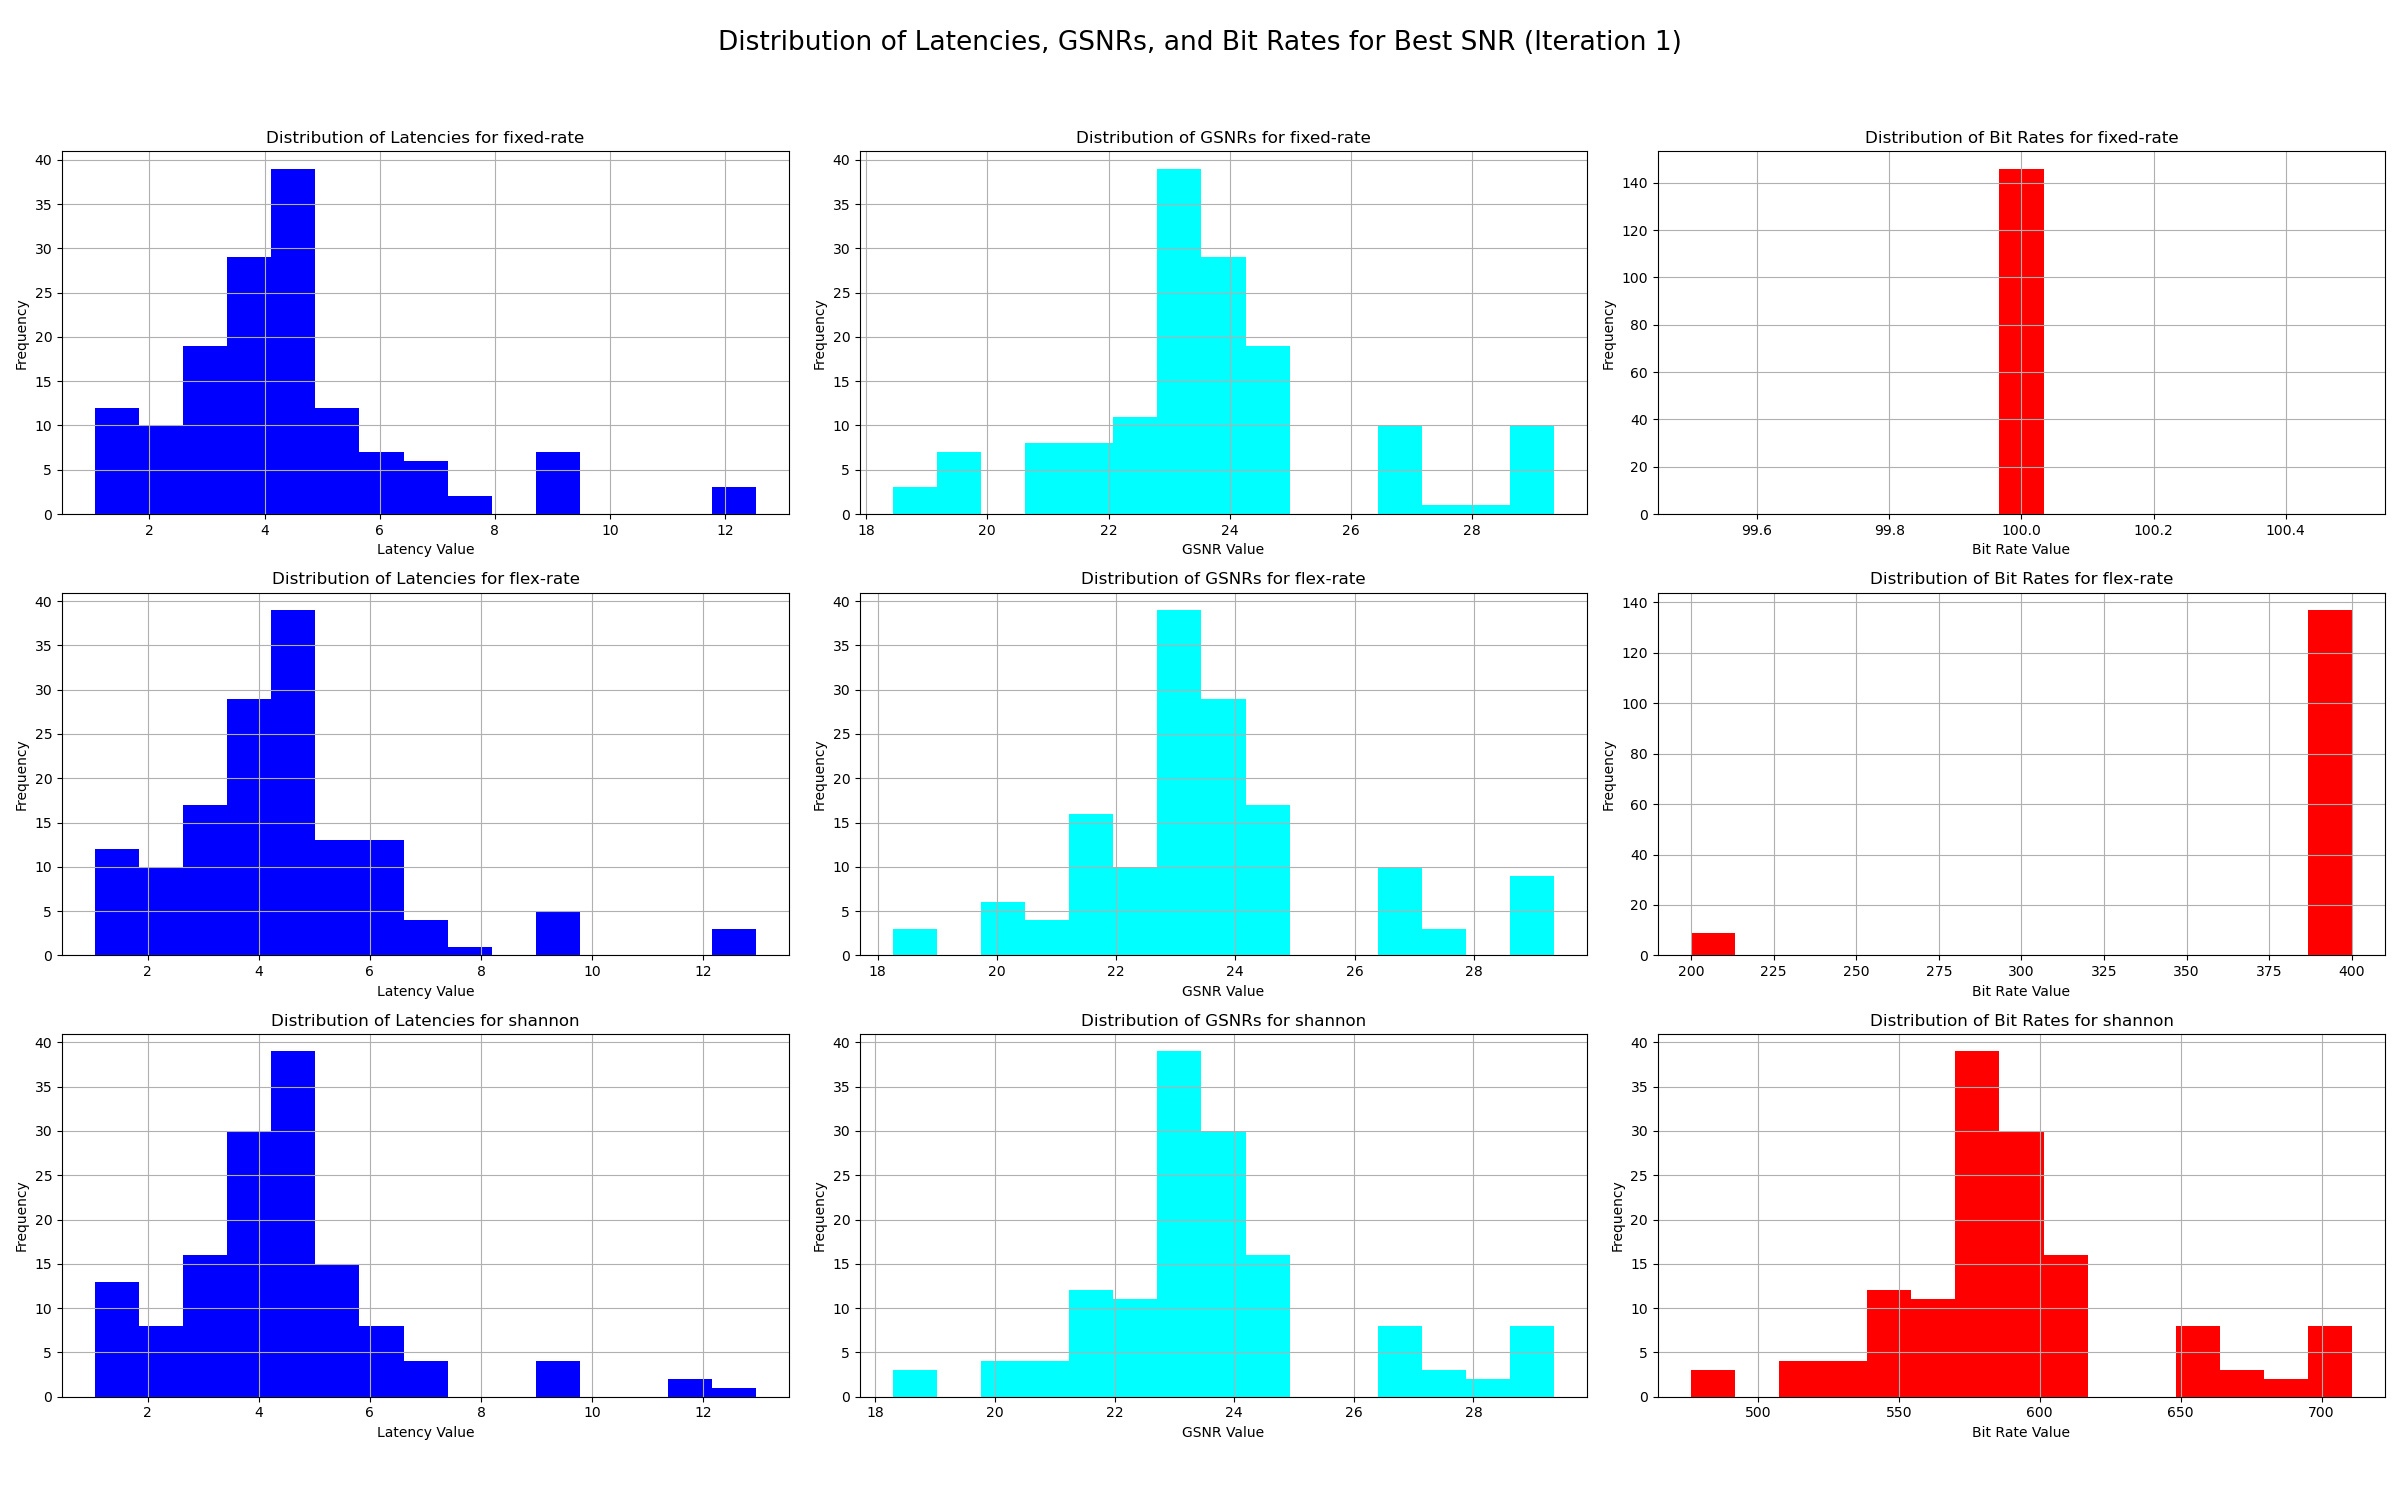 Distribution of Latencies, GSNRs, and Bit Rates for Best SNR (Iteration 1)
Distribution of Latencies for fixed-rate
Frequency
40
35
30
25
20
15
10
5
0
2 4 6 8 10 12
Latency Value
Distribution of GSNRs for fixed-rate
Frequency
40
35
30
25
20
15
10
5
0
18 20 22 24 26 28
GSNR Value
Distribution of Bit Rates for fixed-rate
Frequency
140
120
100
80
60
40
20
0
99.6 99.8 100.0 100.2 100.4
Bit Rate Value
Distribution of Latencies for flex-rate
Frequency
40
35
30
25
20
15
10
5
0
2 4 6 8 10 12
Latency Value
Distribution of GSNRs for flex-rate
Frequency
40
35
30
25
20
15
10
5
0
18 20 22 24 26 28
GSNR Value
Distribution of Bit Rates for flex-rate
Frequency
140
120
100
80
60
40
20
0
200 225 250 275 300 325 350 375 400
Bit Rate Value
Distribution of Latencies for shannon
Frequency
40
35
30
25
20
15
10
5
0
2 4 6 8 10 12
Latency Value
Distribution of GSNRs for shannon
Frequency
40
35
30
25
20
15
10
5
0
18 20 22 24 26 28
GSNR Value
Distribution of Bit Rates for shannon
Frequency
40
35
30
25
20
15
10
5
0
500 550 600 650 700
Bit Rate Value